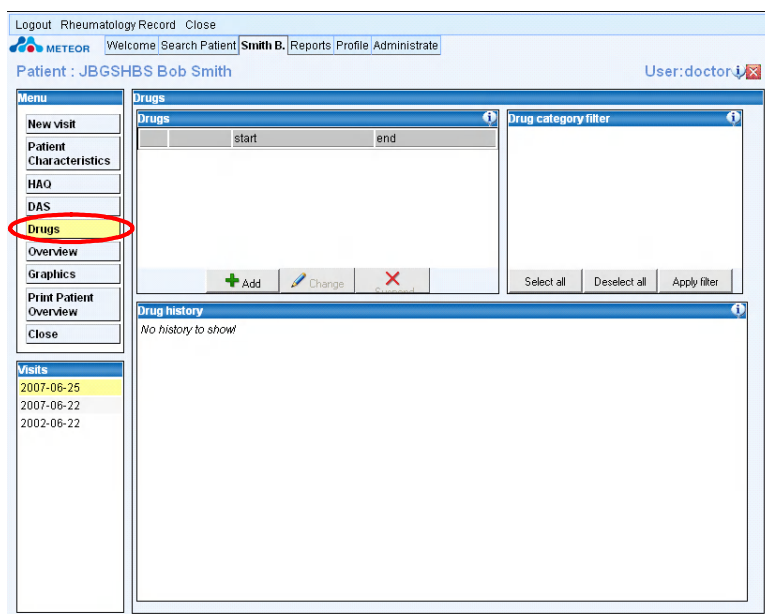 Logout Rheumatology Record Close
METEOR Welcome Search Patient Smith B. Reports Profile Administrate
Patient : JBGSHBS Bob Smith User:doctor
Menu
New visit
Patient
Characteristics
HAQ
DAS
Drugs
Overview
Graphics
Print Patient
Overview
Close
Visits
2007-06-25
2007-06-22
2002-06-22
Drugs
Drugs
start end
Add Change Suspend
Drug category filter
Select all Deselect all Apply filter
Drug history
No history to show!